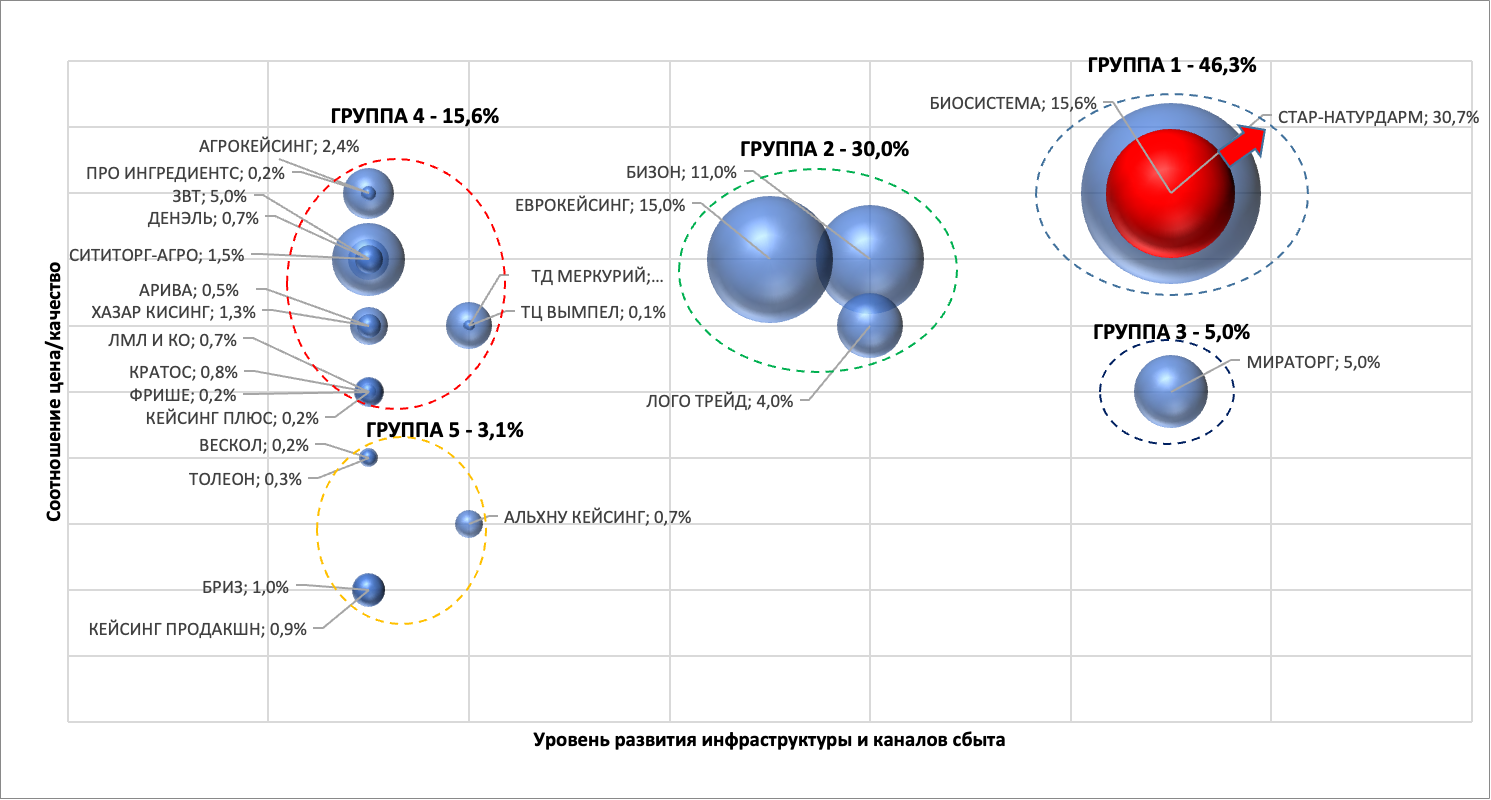 ГРУППА 1 - 46,3%
БИОСИСТЕМА; 15,6%
СТАР-НАТУРДАРМ; 30,7%
ГРУППА 4 - 15,6%
АГРОКЕЙСИНГ; 2,4%
ПРО ИНГРЕДИЕНТС; 0,2%
ЗВТ; 5,0%
ДЕНЭЛЬ; 0,7%
СИТИТОРГ-АГРО; 1,5%
АРИВА; 0,5%
ХАЗАР КИСИНГ; 1,3%
ЛМЛ И КО; 0,7%
КРАТОС; 0,8%
ФРИШЕ; 0,2%
КЕЙСИНГ ПЛЮС; 0,2%
ТД МЕРКУРИЙ;...
ТЦ ВЫМПЕЛ; 0,1%
ГРУППА 2 - 30,0%
БИЗОН; 11,0%
ЕВРОКЕЙСИНГ; 15,0%
ЛОГО ТРЕЙД; 4,0%
ГРУППА 3 - 5,0%
МИРАТОРГ; 5,0%
ГРУППА 5 - 3,1%
ВЕСКОЛ; 0,2%
ТОЛЕОН; 0,3%
АЛЬХНУ КЕЙСИНГ; 0,7%
БРИЗ; 1,0%
КЕЙСИНГ ПРОДАКШН; 0,9%
Соотношение цена/качество
Уровень развития инфраструктуры и каналов сбыта